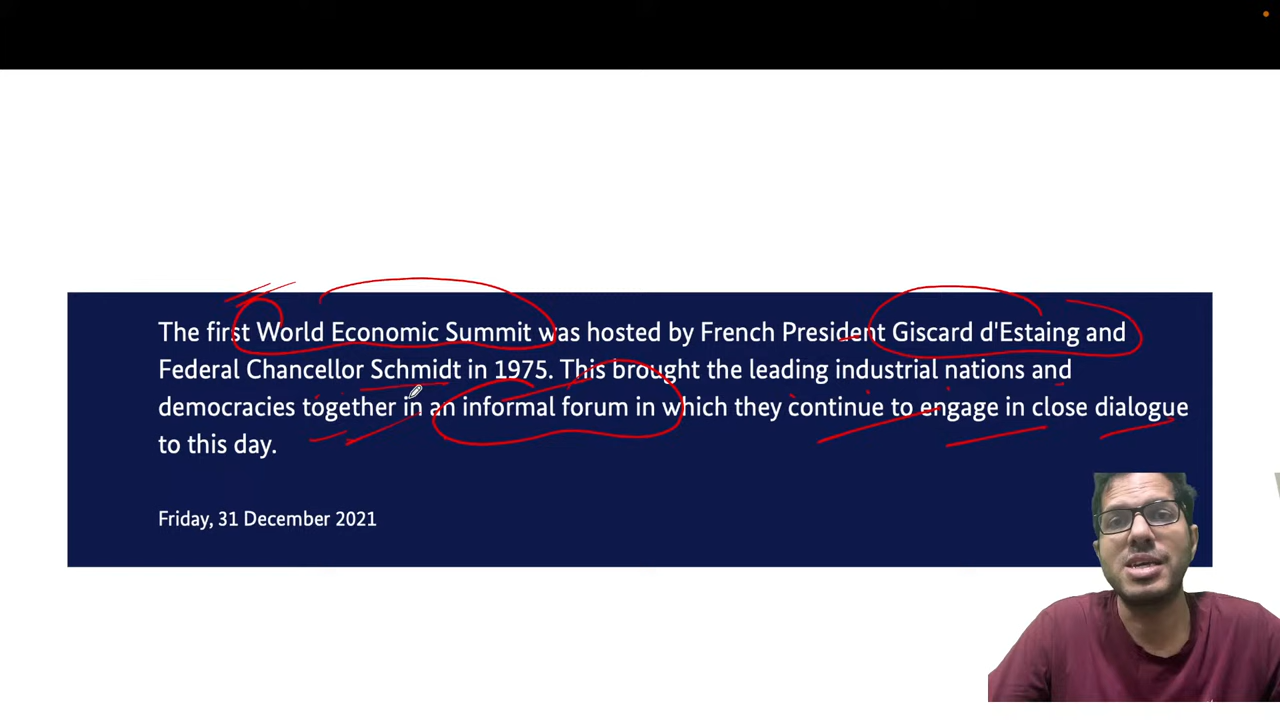 The first World Economic Summit was hosted by French President Giscard d'Estaing and
Federal Chancellor Schmidt in 1975. This brought the leading industrial nations and
democracies together in an informal forum in which they continue to engage in close dialogue
to this day.
Friday, 31 December 2021